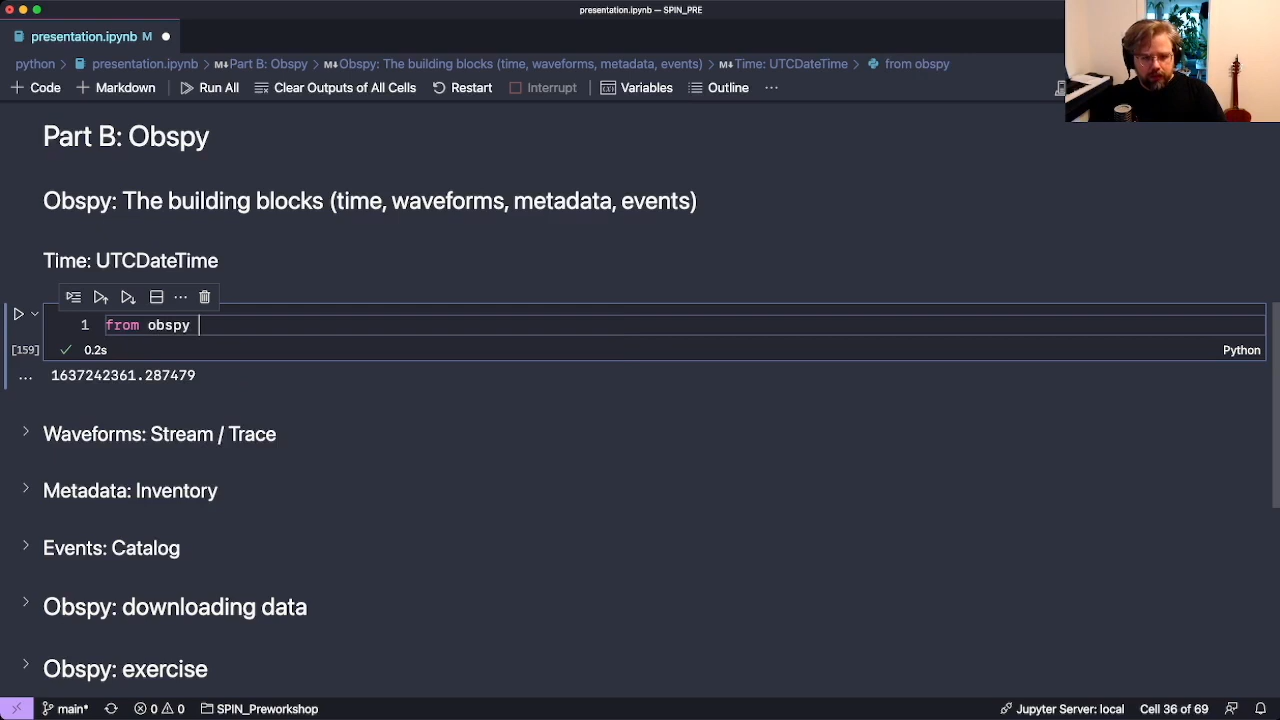 presentation.ipynb — SPIN_PRE
presentation.ipynb M
python > presentation.ipynb > M↓Part B: Obspy > M↓Obspy: The building blocks (time, waveforms, metadata, events) > M↓Time: UTCDateTime > from obspy
+ Code + Markdown Run All Clear Outputs of All Cells Restart Interrupt Variables Outline ...
Part B: Obspy
Obspy: The building blocks (time, waveforms, metadata, events)
Time: UTCDateTime
1 from obspy
[159] 0.2s Python
... 1637242361.287479
Waveforms: Stream / Trace
Metadata: Inventory
Events: Catalog
Obspy: downloading data
Obspy: exercise
main* 0 0 SPIN_Preworkshop Jupyter Server: local Cell 36 of 69